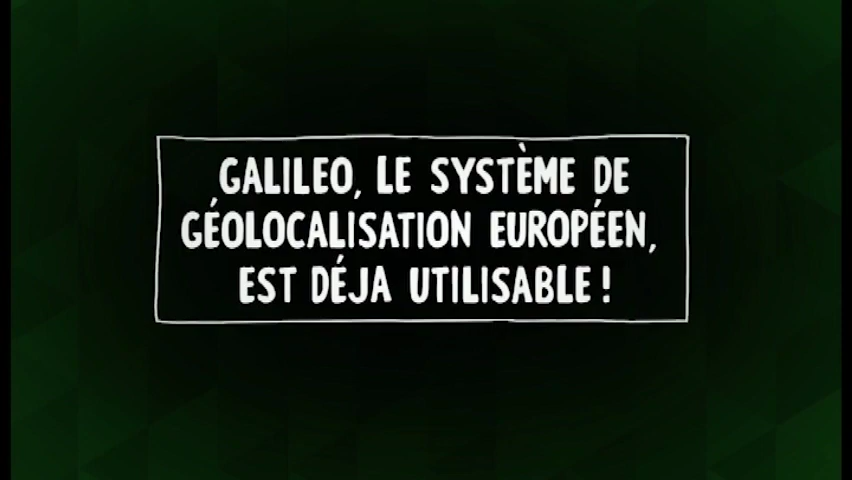 GALILEO, LE SYSTÈME DE
GÉOLOCALISATION EUROPÉEN,
EST DÉJA UTILISABLE !